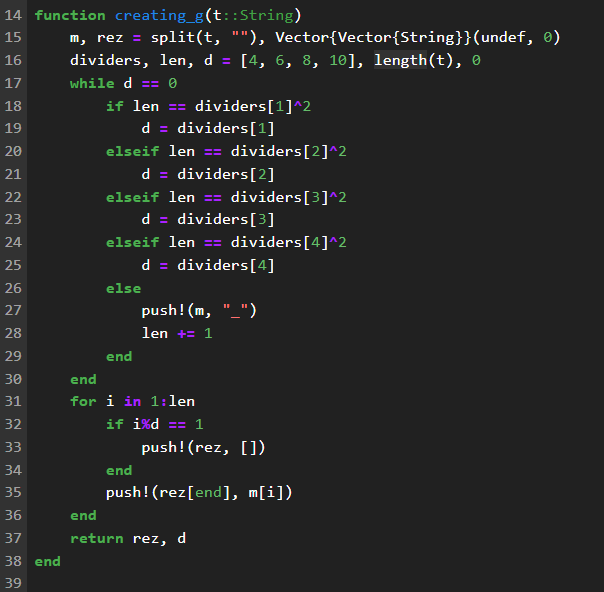 14 function creating_g(t::String)
15     m, rez = split(t, ""), Vector{Vector{String}}(undef, 0)
16     dividers, len, d = [4, 6, 8, 10], length(t), 0
17     while d == 0
18         if len == dividers[1]^2
19             d = dividers[1]
20         elseif len == dividers[2]^2
21             d = dividers[2]
22         elseif len == dividers[3]^2
23             d = dividers[3]
24         elseif len == dividers[4]^2
25             d = dividers[4]
26         else
27             push!(m, "_")
28             len += 1
29         end
30     end
31     for i in 1:len
32         if i%d == 1
33             push!(rez, [])
34         end
35         push!(rez[end], m[i])
36     end
37     return rez, d
38 end
39